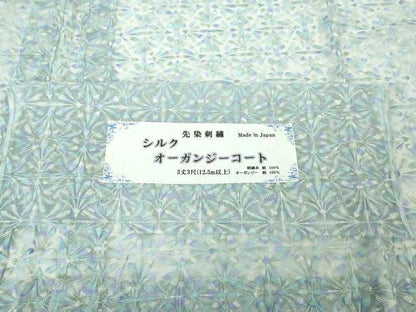 先染刺繍
Made in Japan
シルク
オーガンジーコート
刺繍糸 絹 100%
3丈3尺(12.5m以上) オーガンジー 絹 100%